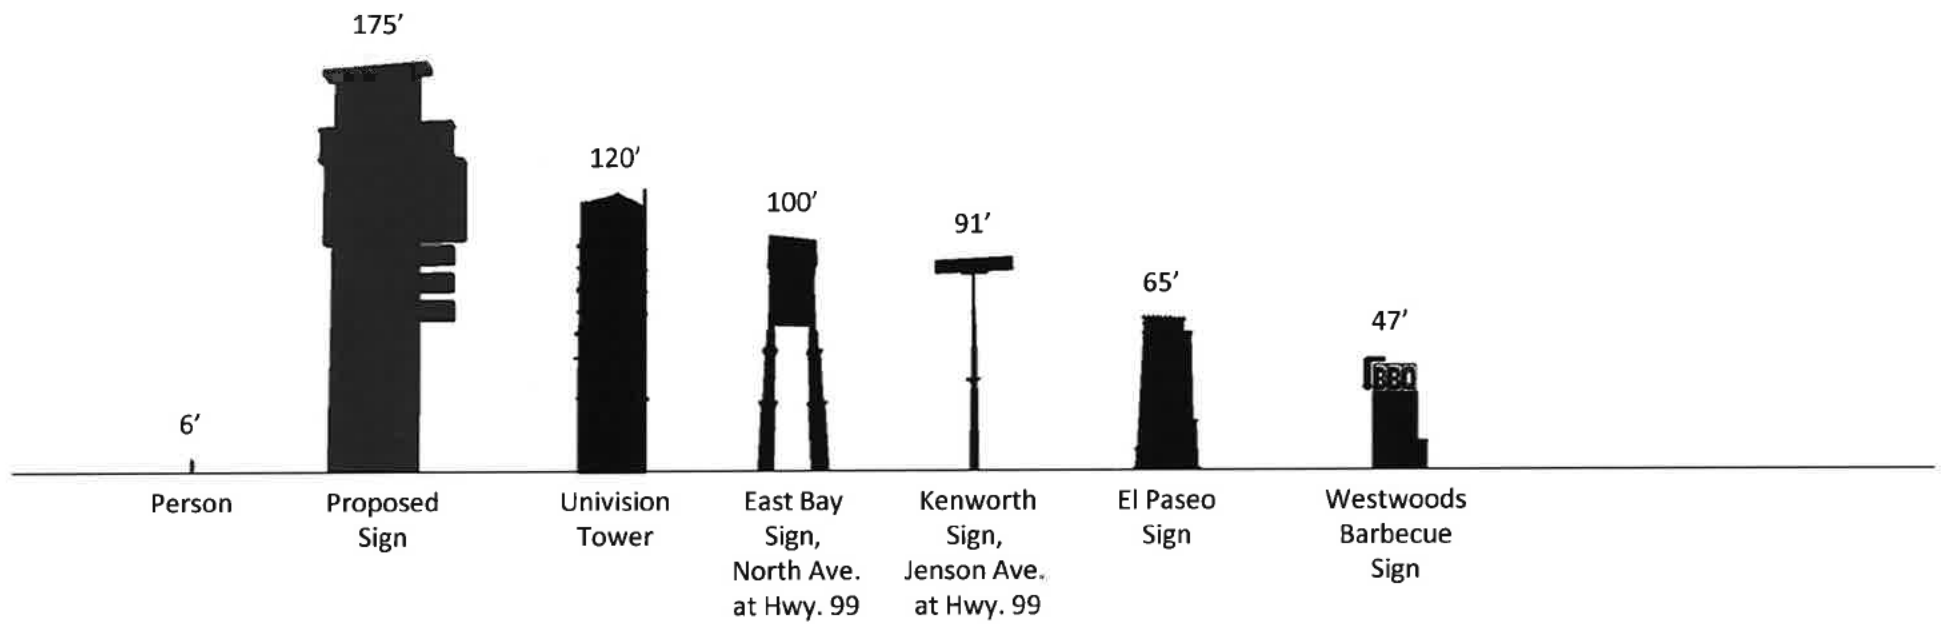 175’
120’
100’
91’
65’
47’
6’
BBQ
Person
Proposed
Sign
Univision
Tower
East Bay
Sign,
North Ave.
at Hwy. 99
Kenworth
Sign,
Jenson Ave.
at Hwy. 99
El Paseo
Sign
Westwoods
Barbecue
Sign